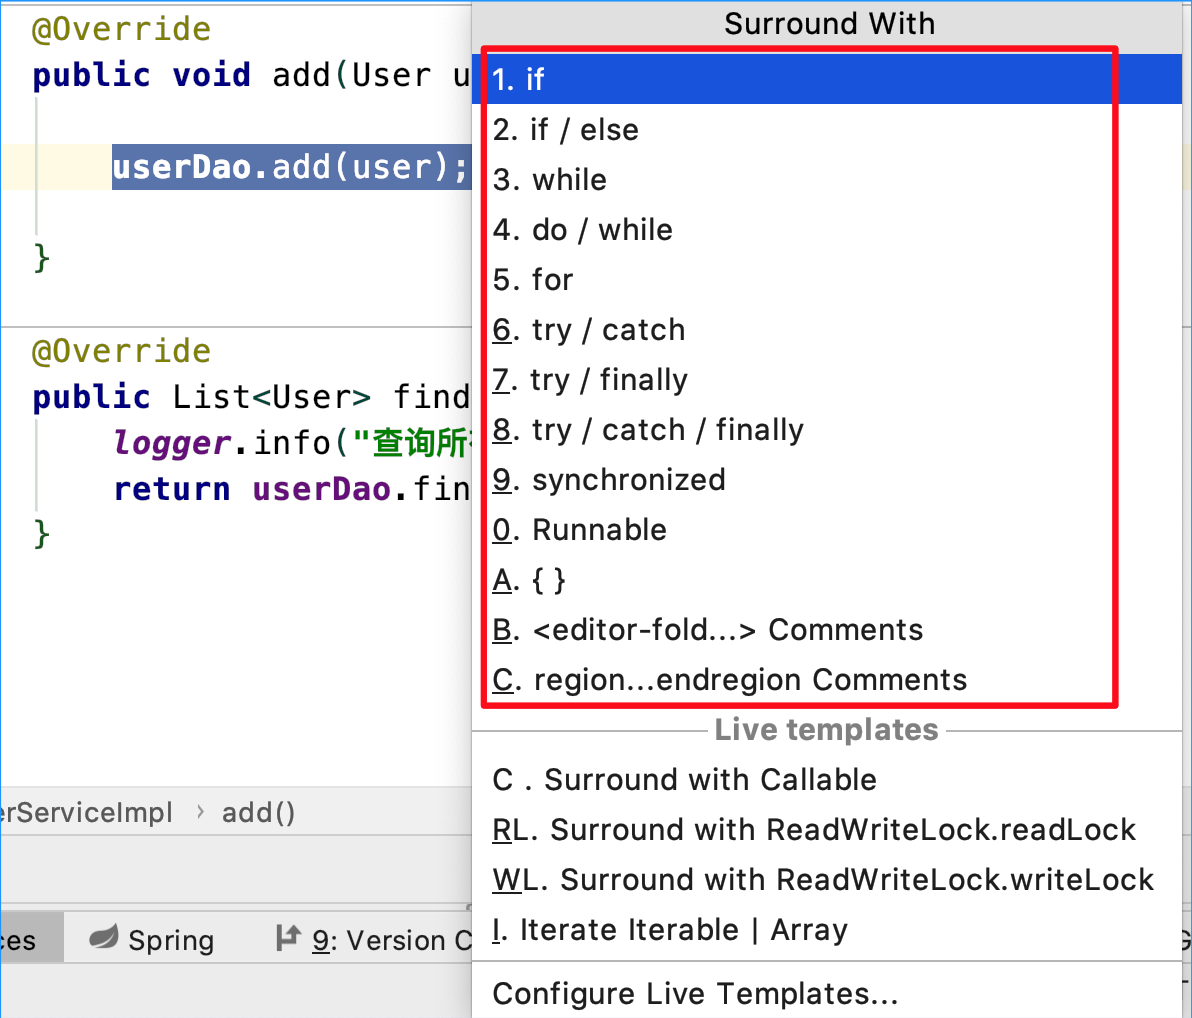 @Override
public void add(User u
userDao.add(user);
}
@Override
public List<User> find
logger.info("查询所
return userDao.fin
}
erServiceImpl › add()
ces
Spring
9: Version C
Surround With
1. if
2. if / else
3. while
4. do / while
5. for
6. try / catch
7. try / finally
8. try / catch / finally
9. synchronized
0. Runnable
A. { }
B. <editor-fold...> Comments
C. region...endregion Comments
Live templates
C . Surround with Callable
RL. Surround with ReadWriteLock.readLock
WL. Surround with ReadWriteLock.writeLock
I. Iterate Iterable | Array
Configure Live Templates...